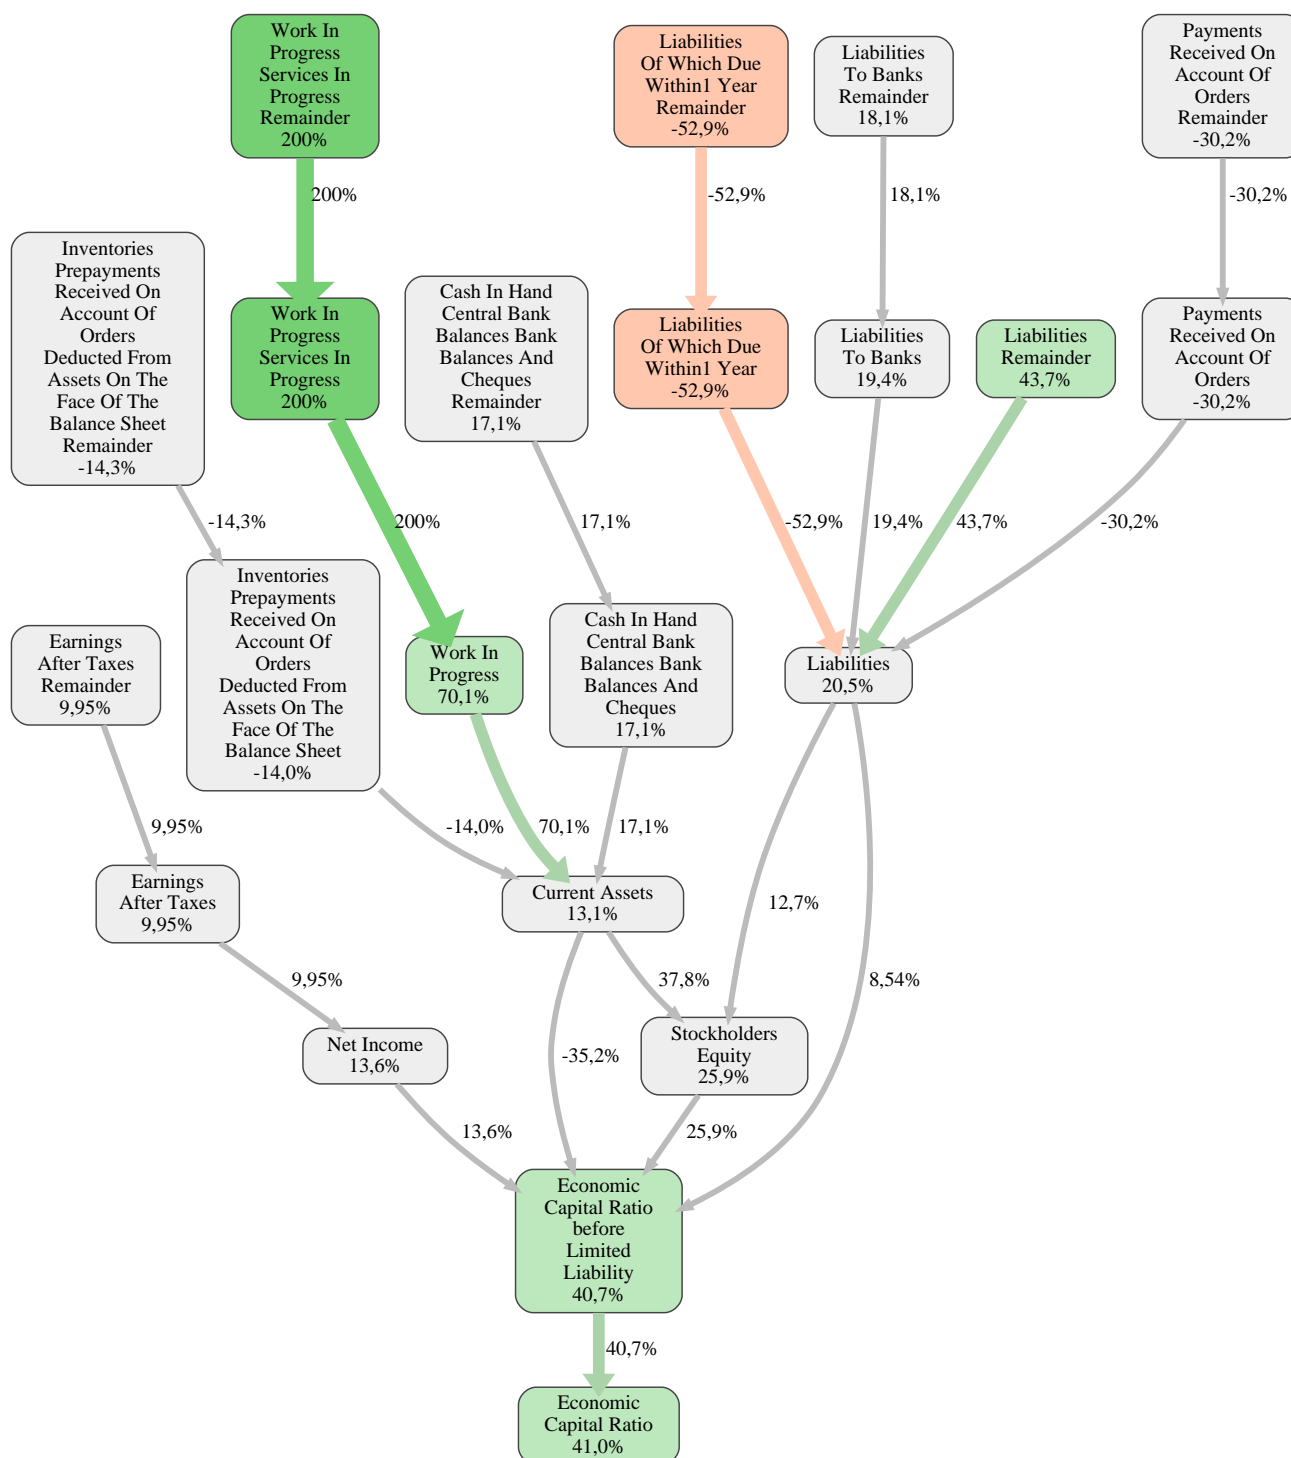 Work In
Progress
Services In
Progress
Remainder
200%
Liabilities
Of Which Due
Within1 Year
Remainder
-52,9%
Liabilities
To Banks
Remainder
18,1%
Payments
Received On
Account Of
Orders
Remainder
-30,2%
200%
-52,9%
18,1%
-30,2%
Inventories
Prepayments
Received On
Account Of
Orders
Deducted From
Assets On The
Face Of The
Balance Sheet
Remainder
-14,3%
Work In
Progress
Services In
Progress
200%
Cash In Hand
Central Bank
Balances Bank
Balances And
Cheques
Remainder
17,1%
Liabilities
Of Which Due
Within1 Year
-52,9%
Liabilities
To Banks
19,4%
Liabilities
Remainder
43,7%
Payments
Received On
Account Of
Orders
-30,2%
-14,3%
200%
17,1%
-52,9%
19,4%
43,7%
-30,2%
Earnings
After Taxes
Remainder
9,95%
Inventories
Prepayments
Received On
Account Of
Orders
Deducted From
Assets On The
Face Of The
Balance Sheet
-14,0%
Work In
Progress
70,1%
Cash In Hand
Central Bank
Balances Bank
Balances And
Cheques
17,1%
Liabilities
20,5%
9,95%
-14,0%
70,1%
17,1%
Earnings
After Taxes
9,95%
Current Assets
13,1%
12,7%
9,95%
37,8%
8,54%
Net Income
13,6%
-35,2%
Stockholders
Equity
25,9%
13,6%
25,9%
Economic
Capital Ratio
before
Limited
Liability
40,7%
40,7%
Economic
Capital Ratio
41,0%